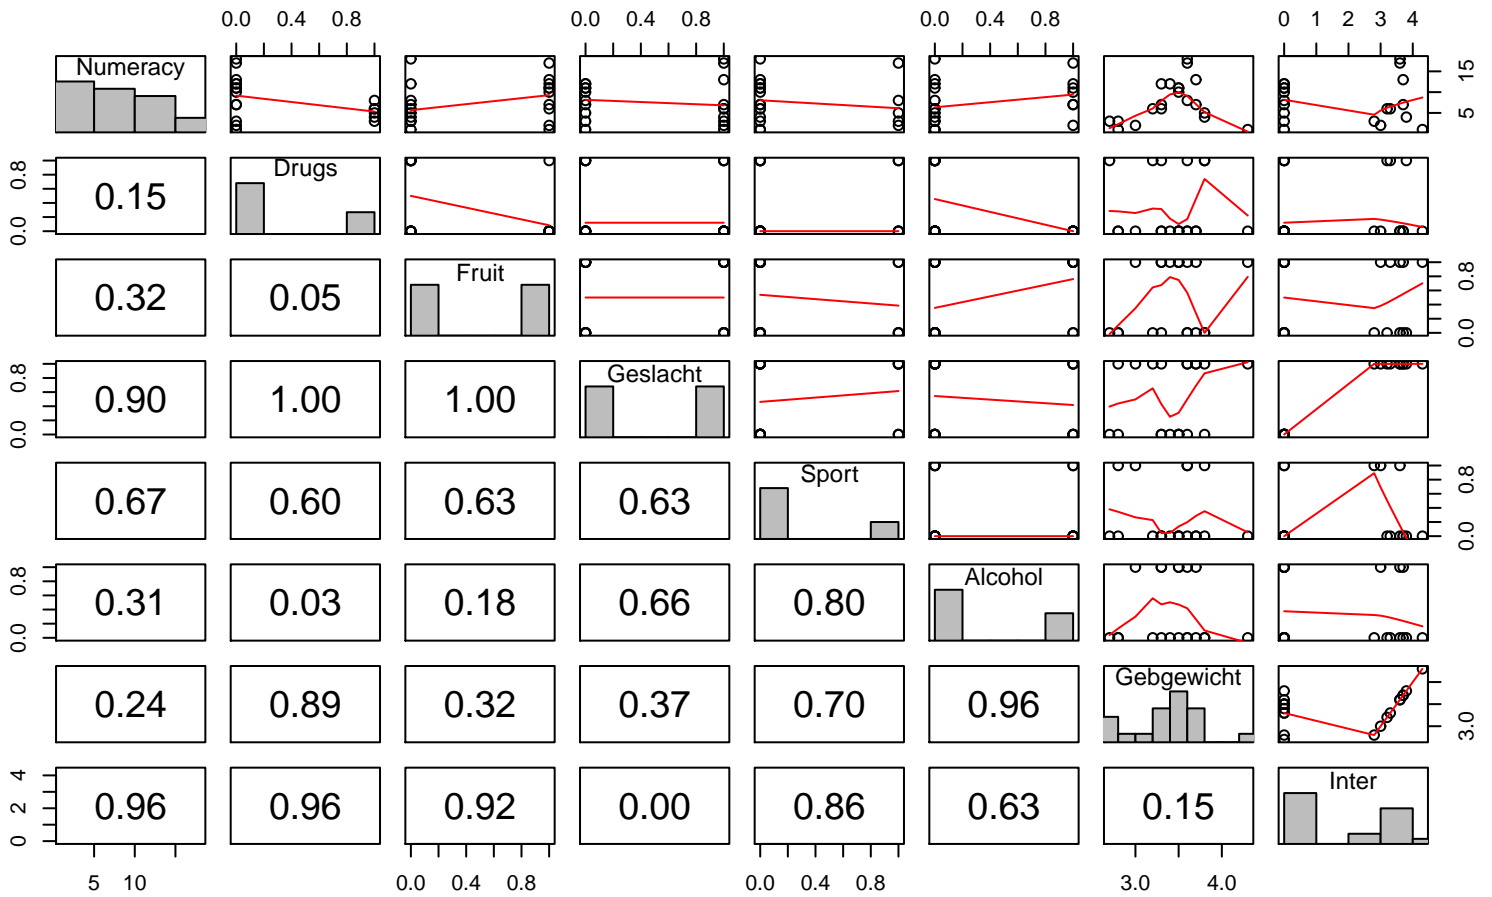 0.0 0.8 0.0 0.8 0.0 0.8 0 1 2 3 4
Numeracy
5 15
Drugs
0.15
0.0 0.8
Fruit
0.32 0.05
0.0 0.8
Geslacht
0.90 1.00 1.00
0.0 0.8
Sport
0.67 0.60 0.63 0.63
0.0 0.8
Alcohol
0.31 0.03 0.18 0.66 0.80
0.0 0.8
Gebgewicht
0.24 0.89 0.32 0.37 0.70 0.96
3.0
Inter
0.96 0.96 0.92 0.00 0.86 0.63 0.15
0 2 4
5 10 0.0 0.4 0.8 0.0 0.4 0.8 3.0 4.0